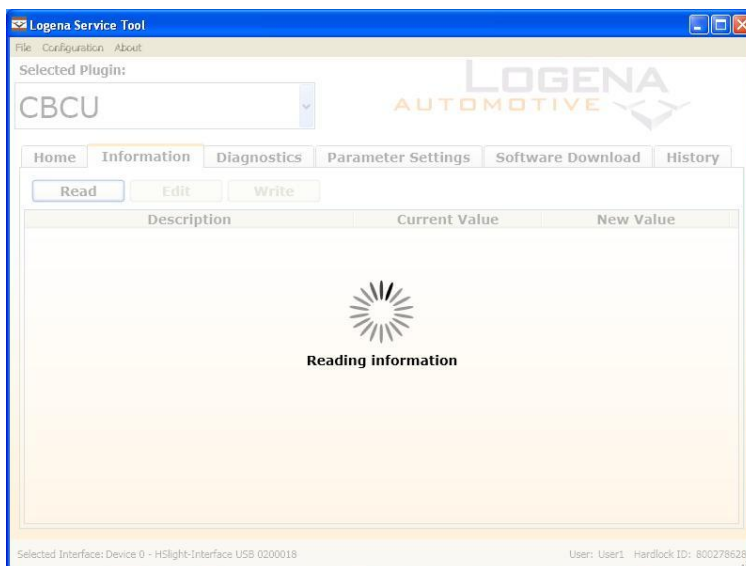 Logena Service Tool
File Configuration About
Selected Plugin:
LOGENA
CBCU
AUTOMOTIVE
Home Information Diagnostics Parameter Settings Software Download History
Read Edit Write
Description Current Value New Value
Reading information
Selected Interface: Device 0 - HSlight-Interface USB 0200018 User: User1 Hardlock ID: 800278628